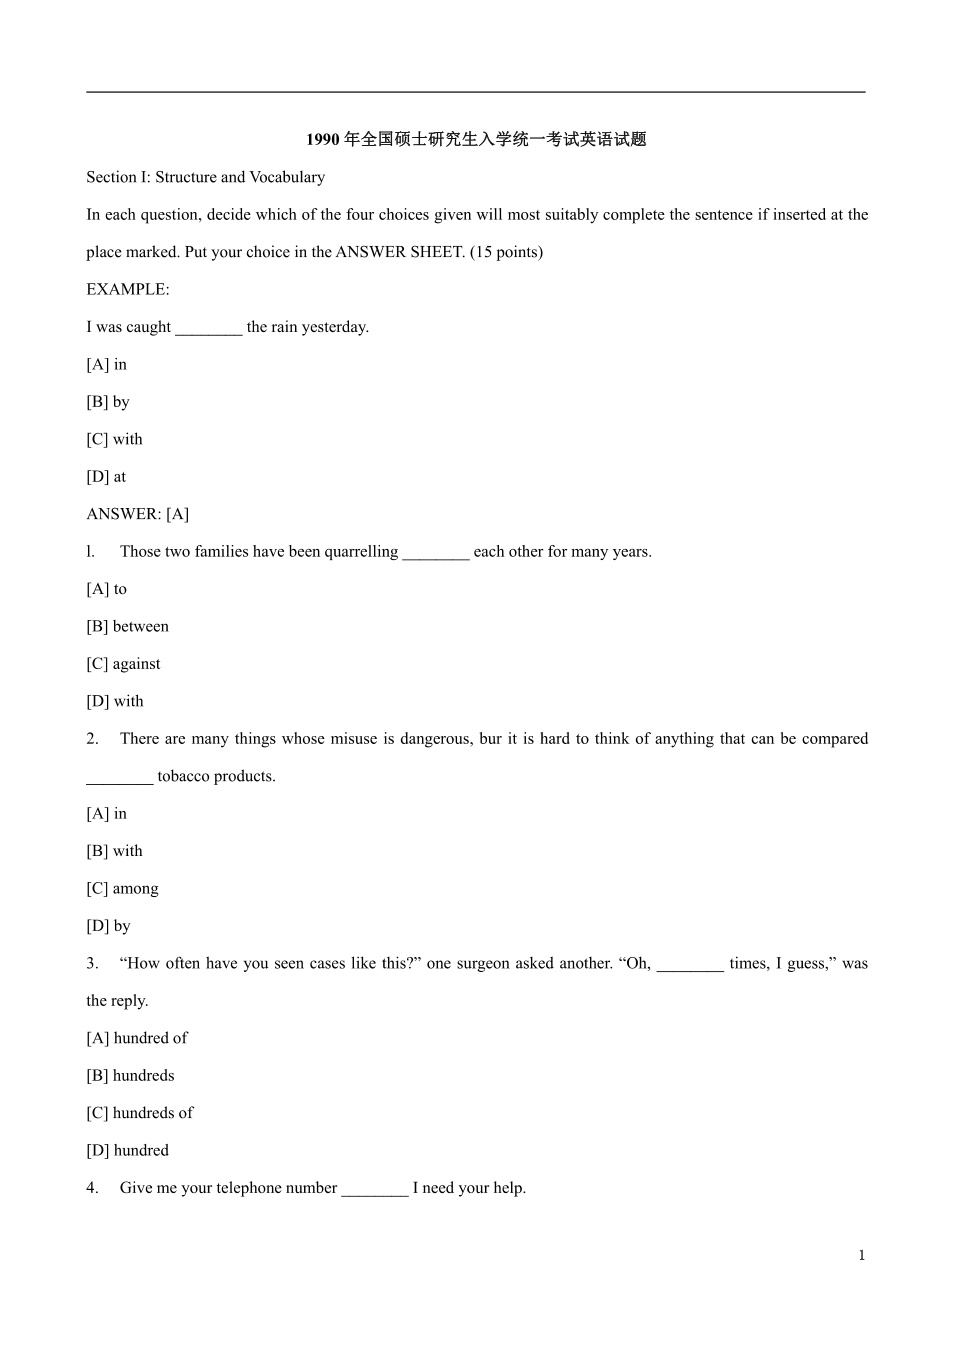 1990 年全国硕士研究生入学统一考试英语试题
Section I: Structure and Vocabulary
In each question, decide which of the four choices given will most suitably complete the sentence if inserted at the
place marked. Put your choice in the ANSWER SHEET. (15 points)
EXAMPLE:
I was caught ________ the rain yesterday.
[A] in
[B] by
[C] with
[D] at
ANSWER: [A]
l. Those two families have been quarrelling ________ each other for many years.
[A] to
[B] between
[C] against
[D] with
2. There are many things whose misuse is dangerous, bur it is hard to think of anything that can be compared
________ tobacco products.
[A] in
[B] with
[C] among
[D] by
3. “How often have you seen cases like this?” one surgeon asked another. “Oh, ________ times, I guess,” was
the reply.
[A] hundred of
[B] hundreds
[C] hundreds of
[D] hundred
4. Give me your telephone number ________ I need your help.
1